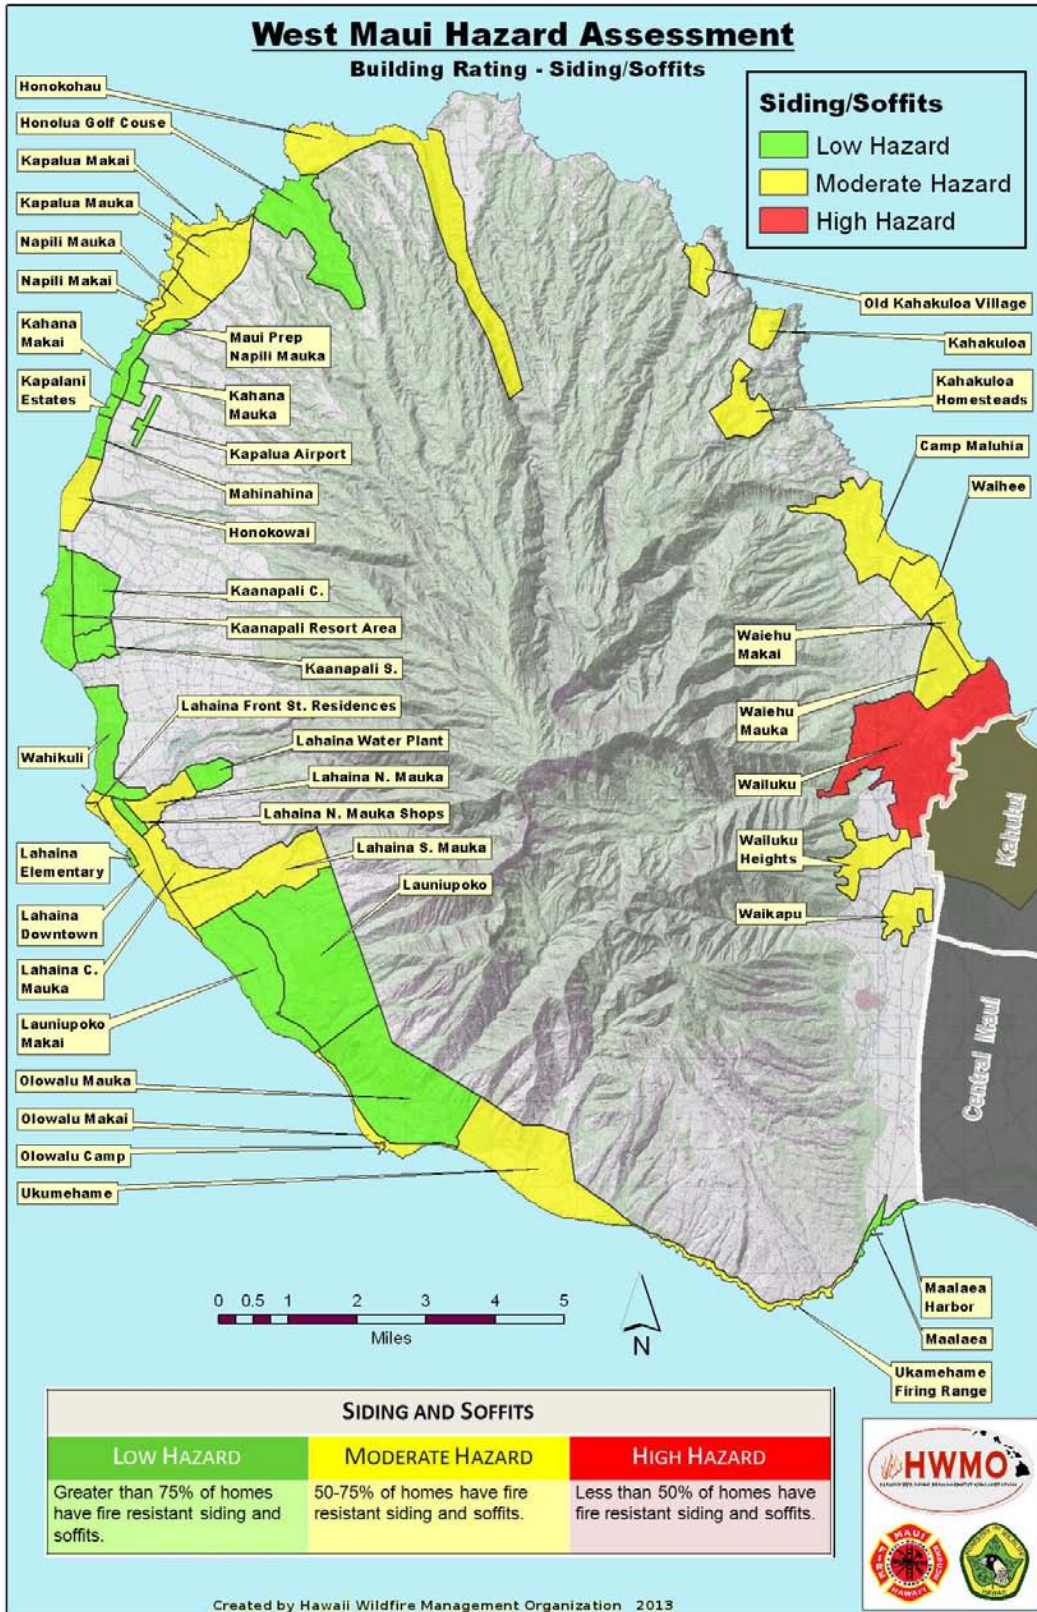 West Maui Hazard Assessment
Building Rating - Siding/Soffits
Siding/Soffits
Low Hazard
Moderate Hazard
High Hazard
Honokohau
Honolua Golf Couse
Kapalua Makai
Kapalua Mauka
Napili Mauka
Napili Makai
Kahana
Makai
Kapalani
Estates
Maui Prep
Napili Mauka
Kahana
Mauka
Kapalua Airport
Mahinahina
Honokowai
Kaanapali C.
Kaanapali Resort Area
Kaanapali S.
Lahaina Front St. Residences
Wahikuli
Lahaina Water Plant
Lahaina N. Mauka
Lahaina N. Mauka Shops
Lahaina S. Mauka
Launiupoko
Lahaina
Elementary
Lahaina
Downtown
Lahaina C.
Mauka
Launiupoko
Makai
Olowalu Mauka
Olowalu Makai
Olowalu Camp
Ukumehame
Old Kahakuloa Village
Kahakuloa
Kahakuloa
Homesteads
Camp Maluhia
Waihee
Waiehu
Makai
Waiehu
Mauka
Wailuku
Wailuku
Heights
Waikapu
Kahului
Central Maui
Maalaea
Harbor
Maalaea
Ukamehame
Firing Range
0 0.5 1 2 3 4 5
Miles
N
SIDING AND SOFFITS
LOW HAZARD
MODERATE HAZARD
HIGH HAZARD
Greater than 75% of homes
have fire resistant siding and
soffits.
50-75% of homes have fire
resistant siding and soffits.
Less than 50% of homes have
fire resistant siding and soffits.
HWMO
MAUI
FIRE
HAWAII
HAWAII
Created by Hawaii Wildfire Management Organization 2013